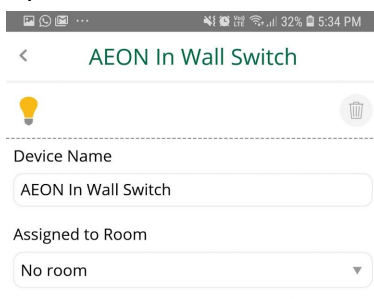 32% 5:34 PM
AEON In Wall Switch
Device Name
AEON In Wall Switch
Assigned to Room
No room